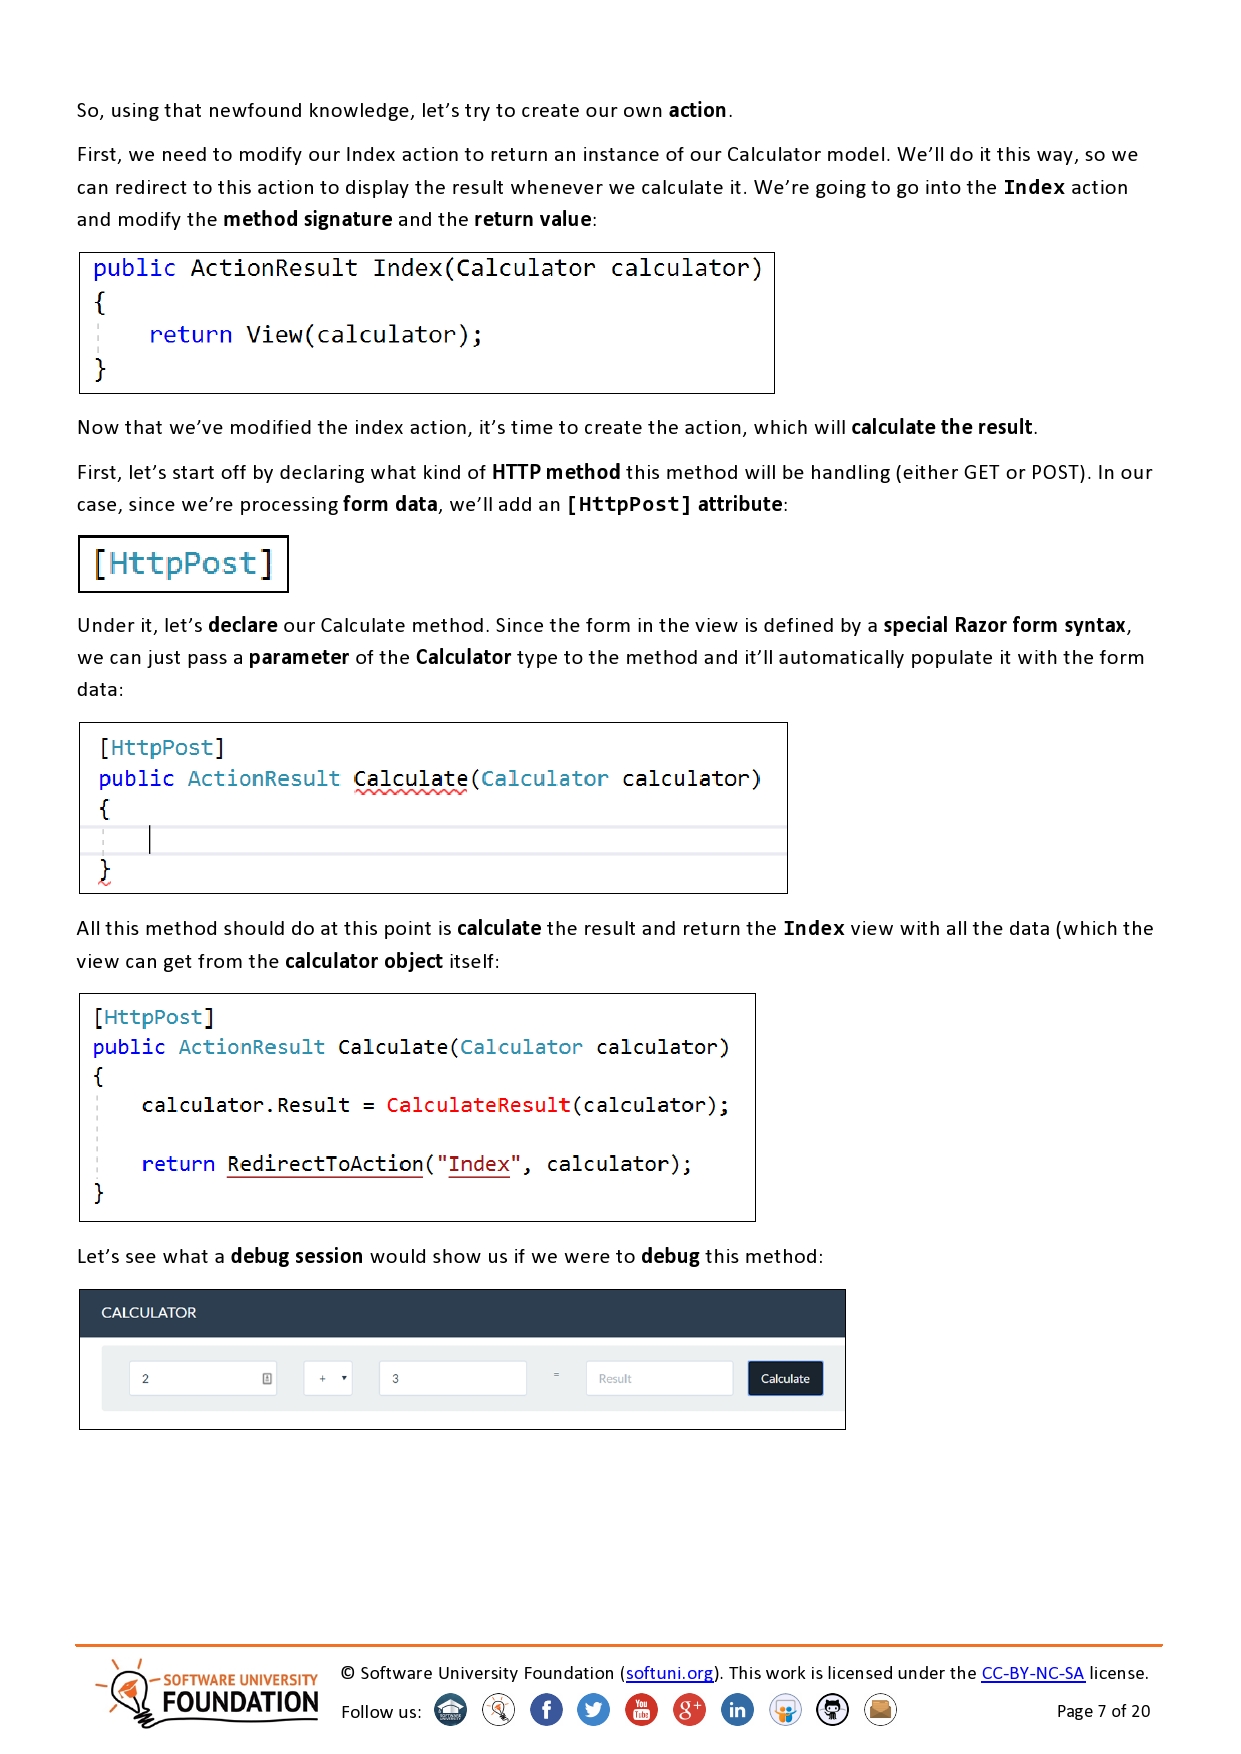 So, using that newfound knowledge, let's try to create our own action.
First, we need to modify our Index action to return an instance of our Calculator model. We'll do it this way, so we
can redirect to this action to display the result whenever we calculate it. We're going to go into the Index action
and modify the method signature and the return value:
public ActionResult Index(Calculator calculator)
{
return View(calculator);
}
Now that we've modified the index action, it's time to create the action, which will calculate the result.
First, let's start off by declaring what kind of HTTP method this method will be handling (either GET or POST). In our
case, since we're processing form data, we'll add an [HttpPost] attribute:
[HttpPost]
Under it, let's declare our Calculate method. Since the form in the view is defined by a special Razor form syntax,
we can just pass a parameter of the Calculator type to the method and it'll automatically populate it with the form
data:
[HttpPost]
public ActionResult Calculate(Calculator calculator)
{
}
All this method should do at this point is calculate the result and return the Index view with all the data (which the
view can get from the calculator object itself:
[HttpPost]
public ActionResult Calculate(Calculator calculator)
{
calculator.Result = CalculateResult(calculator);
return RedirectToAction("Index", calculator);
}
Let's see what a debug session would show us if we were to debug this method:
CALCULATOR
2 + 3 = Result Calculate
SOFTWARE UNIVERSITY
FOUNDATION
© Software University Foundation (softuni.org). This work is licensed under the CC-BY-NC-SA license.
Follow us: f You Tube g+ in
Page 7 of 20